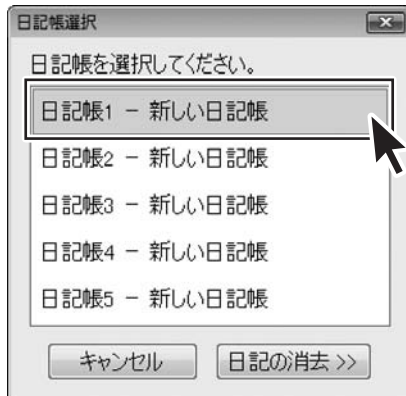 日記帳選択
日記帳を選択してください。
日記帳1 − 新しい日記帳
日記帳2 − 新しい日記帳
日記帳3 − 新しい日記帳
日記帳4 − 新しい日記帳
日記帳5 − 新しい日記帳
キャンセル 日記の消去 >>